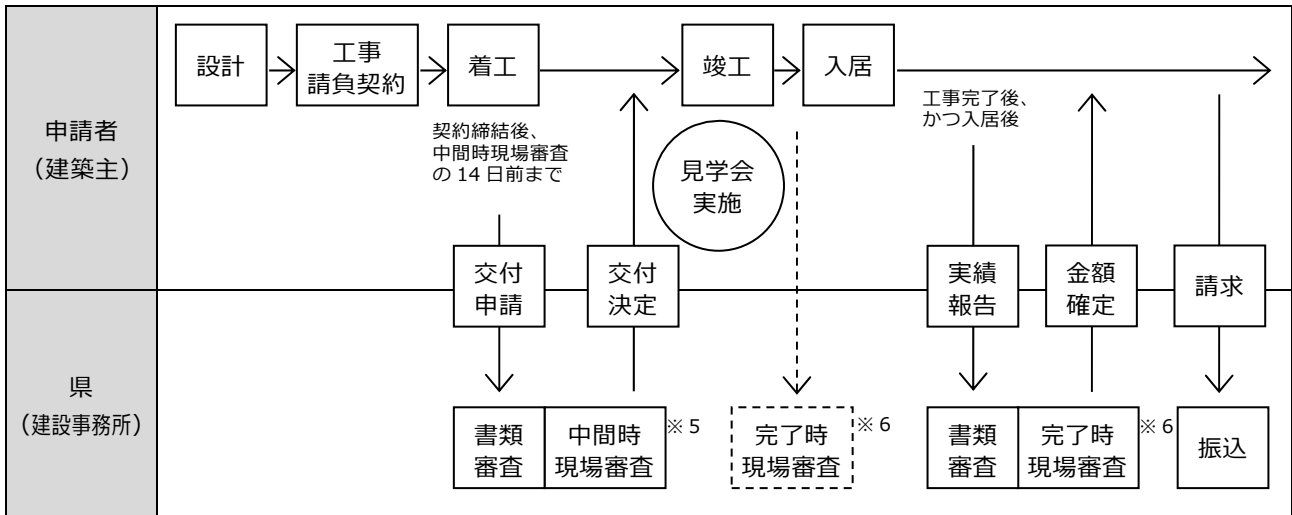 申請者
（建築主）
設計
工事
請負契約
着工
竣工
入居
契約締結後、
中間時現場審査
の 14 日前まで
見学会
実施
工事完了後、
かつ入居後
交付
申請
交付
決定
実績
報告
金額
確定
請求
県
（建設事務所）
書類
審査
中間時
現場審査
※５
完了時
現場審査
※６
書類
審査
完了時
現場審査
※６
振込